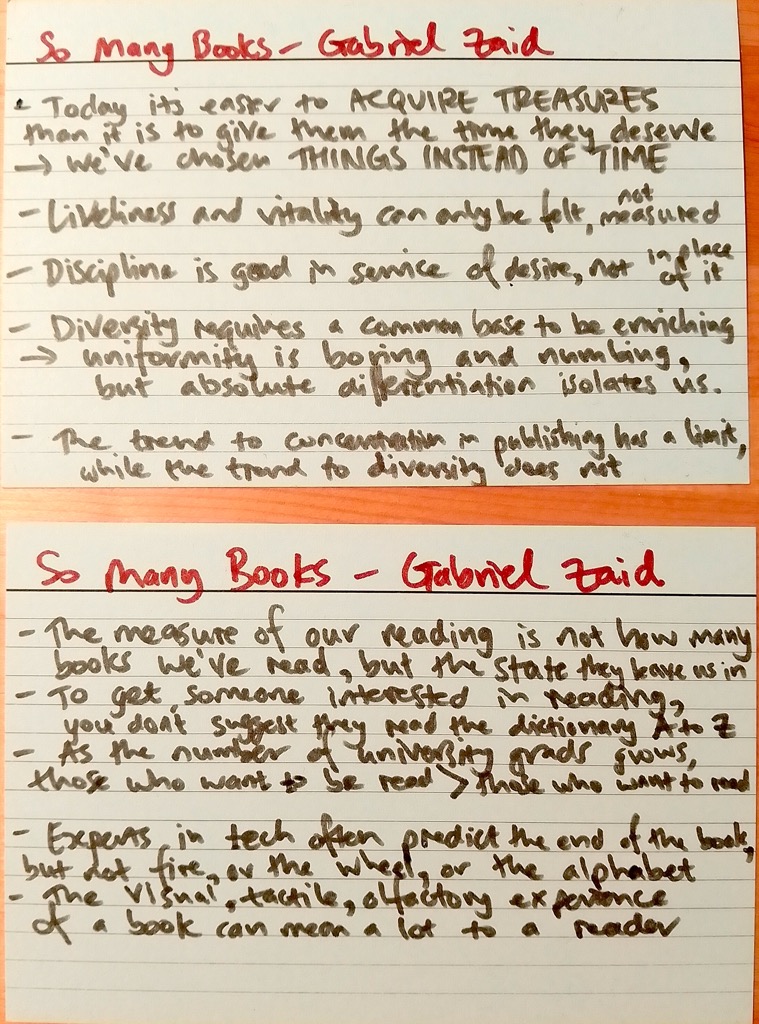 So Many Books - Gabriel Zaid
- Today it's easier to ACQUIRE TREASURES
than it is to give them the time they deserve
→ We've chosen THINGS INSTEAD OF TIME
- Liveliness and vitality can only be felt, not measured
- Discipline is good in service of desire, not in place of it
- Diversity requires a common base to be enriching
→ uniformity is boring and numbing,
but absolute differentiation isolates us.
- The trend to concentration in publishing has a limit,
while the trend to diversity does not
So Many Books - Gabriel Zaid
- The measure of our reading is not how many
books we've read, but the state they leave us in
- To get someone interested in reading,
you don't suggest they read the dictionary A to Z
- As the number of university grads grows,
those who want to be read > those who want to read
- Experts in tech often predict the end of the book,
but not fire, or the wheel, or the alphabet
- The visual, tactile, olfactory experience
of a book can mean a lot to a reader